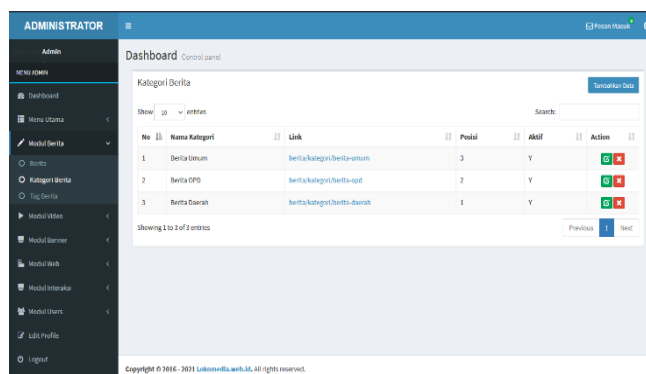 ADMINISTRATOR
Pesan Masuk
Admin
MENU ADMIN
Dashboard
Menu Utama
Modul Berita
Berita
Kategori Berita
Tag Berita
Modul Video
Modul Banner
Modul Web
Modul Interaksi
Modul Users
Edit Profile
Logout
Dashboard Control panel
Kategori Berita
Tambahkan Data
Show 10 entries
Search:
No Nama Kategori Link Posisi Aktif Action
1 Berita Umum berita/kategori/berita-umum 3 Y
2 Berita OPD berita/kategori/berita-opd 2 Y
3 Berita Daerah berita/kategori/berita-daerah 1 Y
Showing 1 to 3 of 3 entries
Previous 1 Next
Copyright © 2016 - 2021 Lokomedia.web.id. All rights reserved.